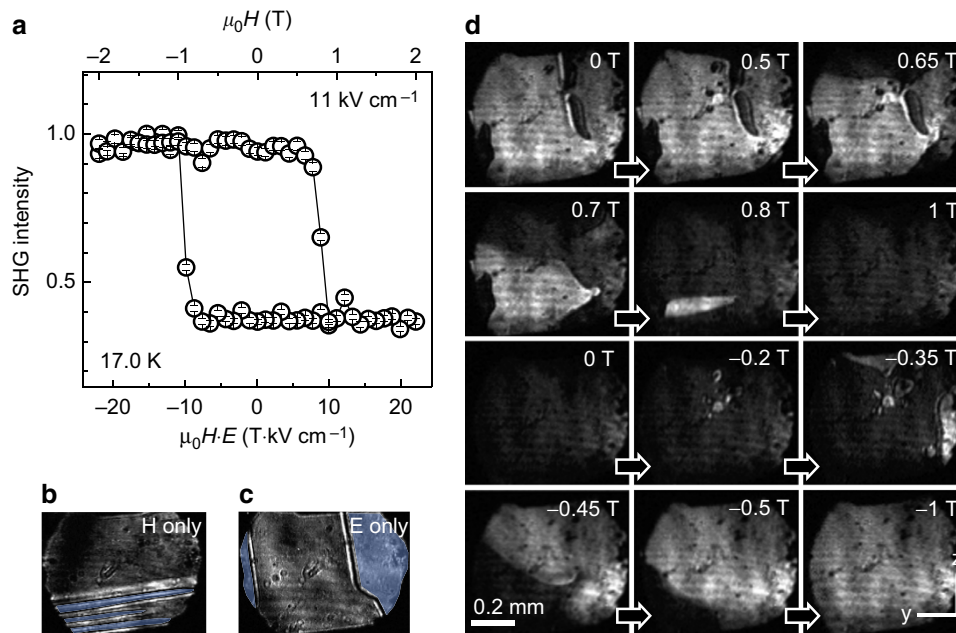 a
μ₀H (T)
−2 −1 0 1 2
11 kV cm⁻¹
SHG intensity
1.0
0.5
17.0 K
−20 −10 0 10 20
μ₀H·E (T·kV cm⁻¹)
b
H only
c
E only
d
0 T
0.5 T
0.65 T
0.7 T
0.8 T
1 T
0 T
−0.2 T
−0.35 T
−0.45 T
−0.5 T
−1 T
0.2 mm
z
y